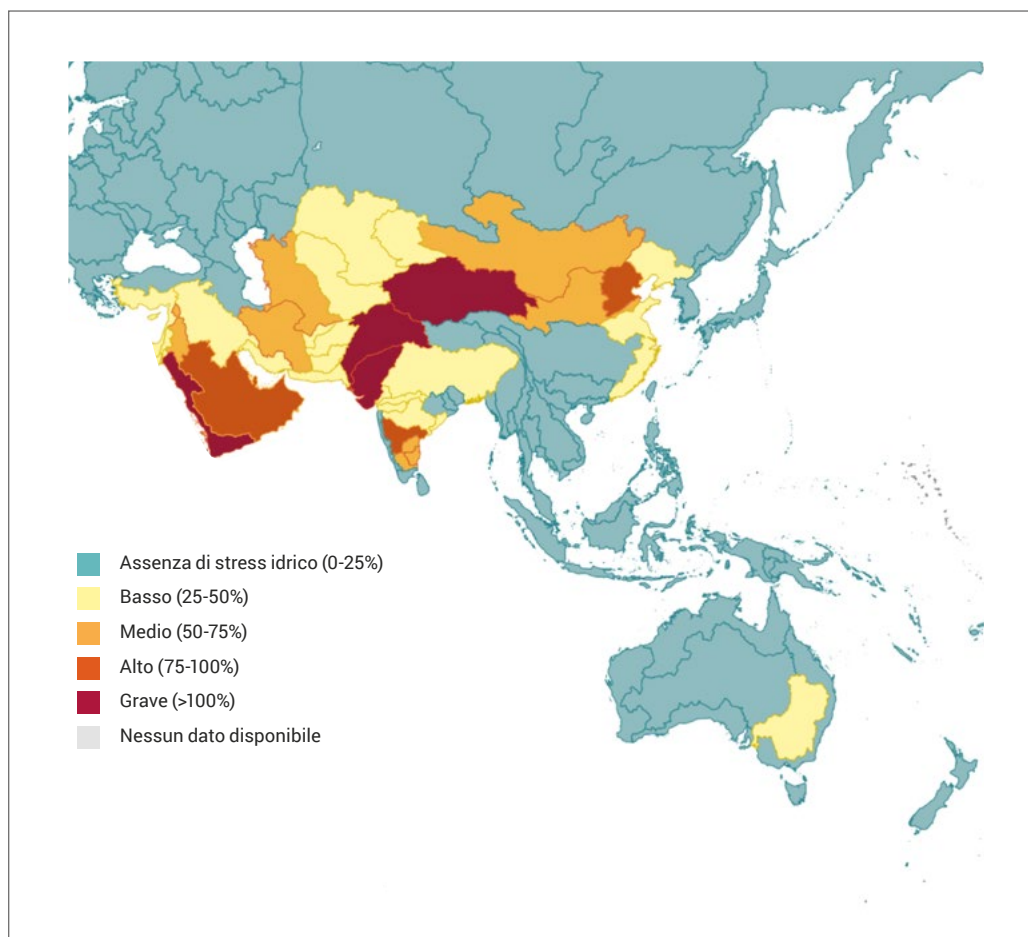 Assenza di stress idrico (0-25%)
Basso (25-50%)
Medio (50-75%)
Alto (75-100%)
Grave (>100%)
Nessun dato disponibile